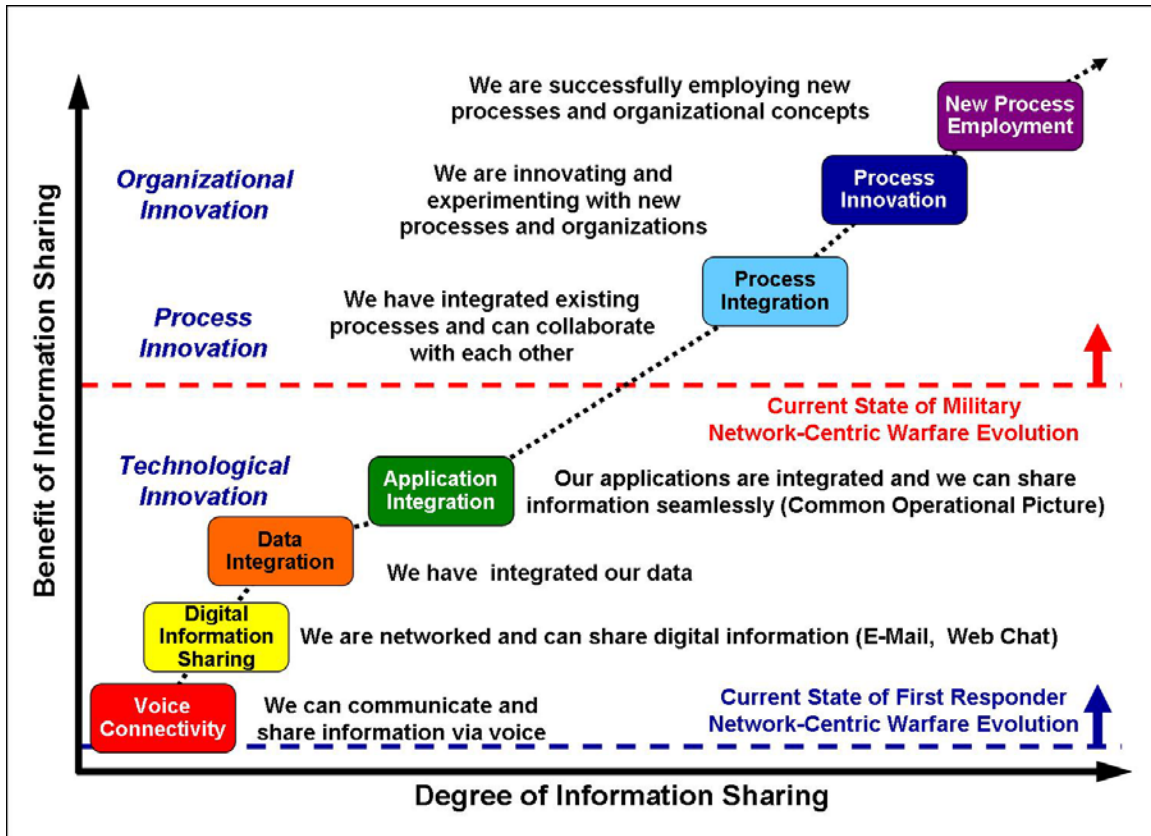 We are successfully employing new
processes and organizational concepts
New Process
Employment
Organizational
Innovation
We are innovating and
experimenting with new
processes and organizations
Process
Innovation
Process
Innovation
We have integrated existing
processes and can collaborate
with each other
Process
Integration
Current State of Military
Network-Centric Warfare Evolution
Technological
Innovation
Application
Integration
Our applications are integrated and we can share
information seamlessly (Common Operational Picture)
Data
Integration
We have integrated our data
Digital
Information
Sharing
We are networked and can share digital information (E-Mail, Web Chat)
Voice
Connectivity
We can communicate and
share information via voice
Current State of First Responder
Network-Centric Warfare Evolution
Benefit of Information Sharing
Degree of Information Sharing